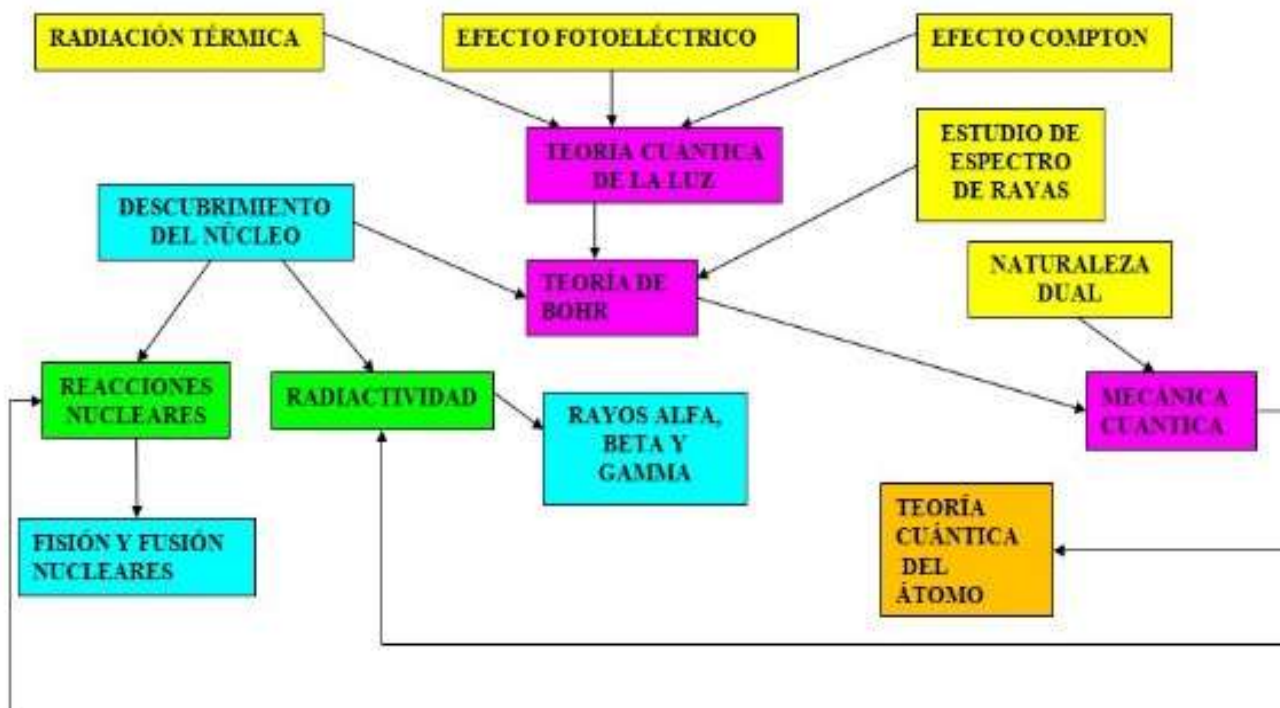 RADIACIÓN TÉRMICA
EFECTO FOTOELÉCTRICO
EFECTO COMPTON
TEORÍA CUÁNTICA
DE LA LUZ
ESTUDIO DE
ESPECTRO
DE RAYAS
DESCUBRIMIENTO
DEL NÚCLEO
TEORÍA DE
BOHR
NATURALEZA
DUAL
REACCIONES
NUCLEARES
RADIACTIVIDAD
RAYOS ALFA,
BETA Y
GAMMA
MECÁNICA
CUANTICA
FISIÓN Y FUSIÓN
NUCLEARES
TEORÍA
CUÁNTICA
DEL
ÁTOMO